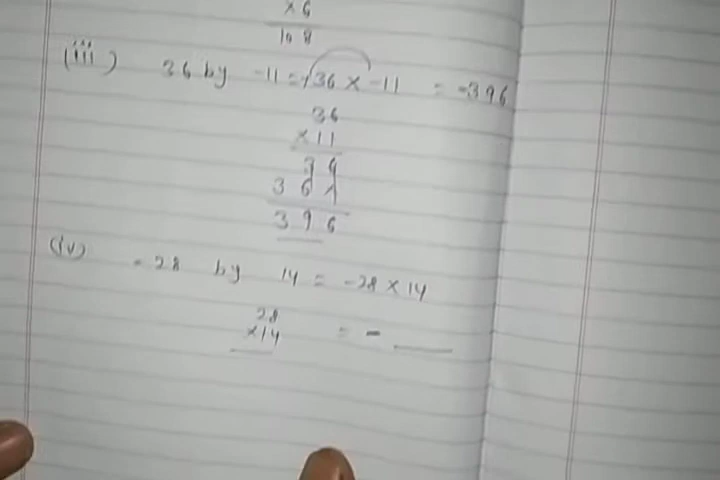 × 6
108
(iii) 36 by -11 = +36 × -11 = -396
36
× 11
36
36×
396
(iv) - 28 by 14 = -28 × 14
28
×14 = -